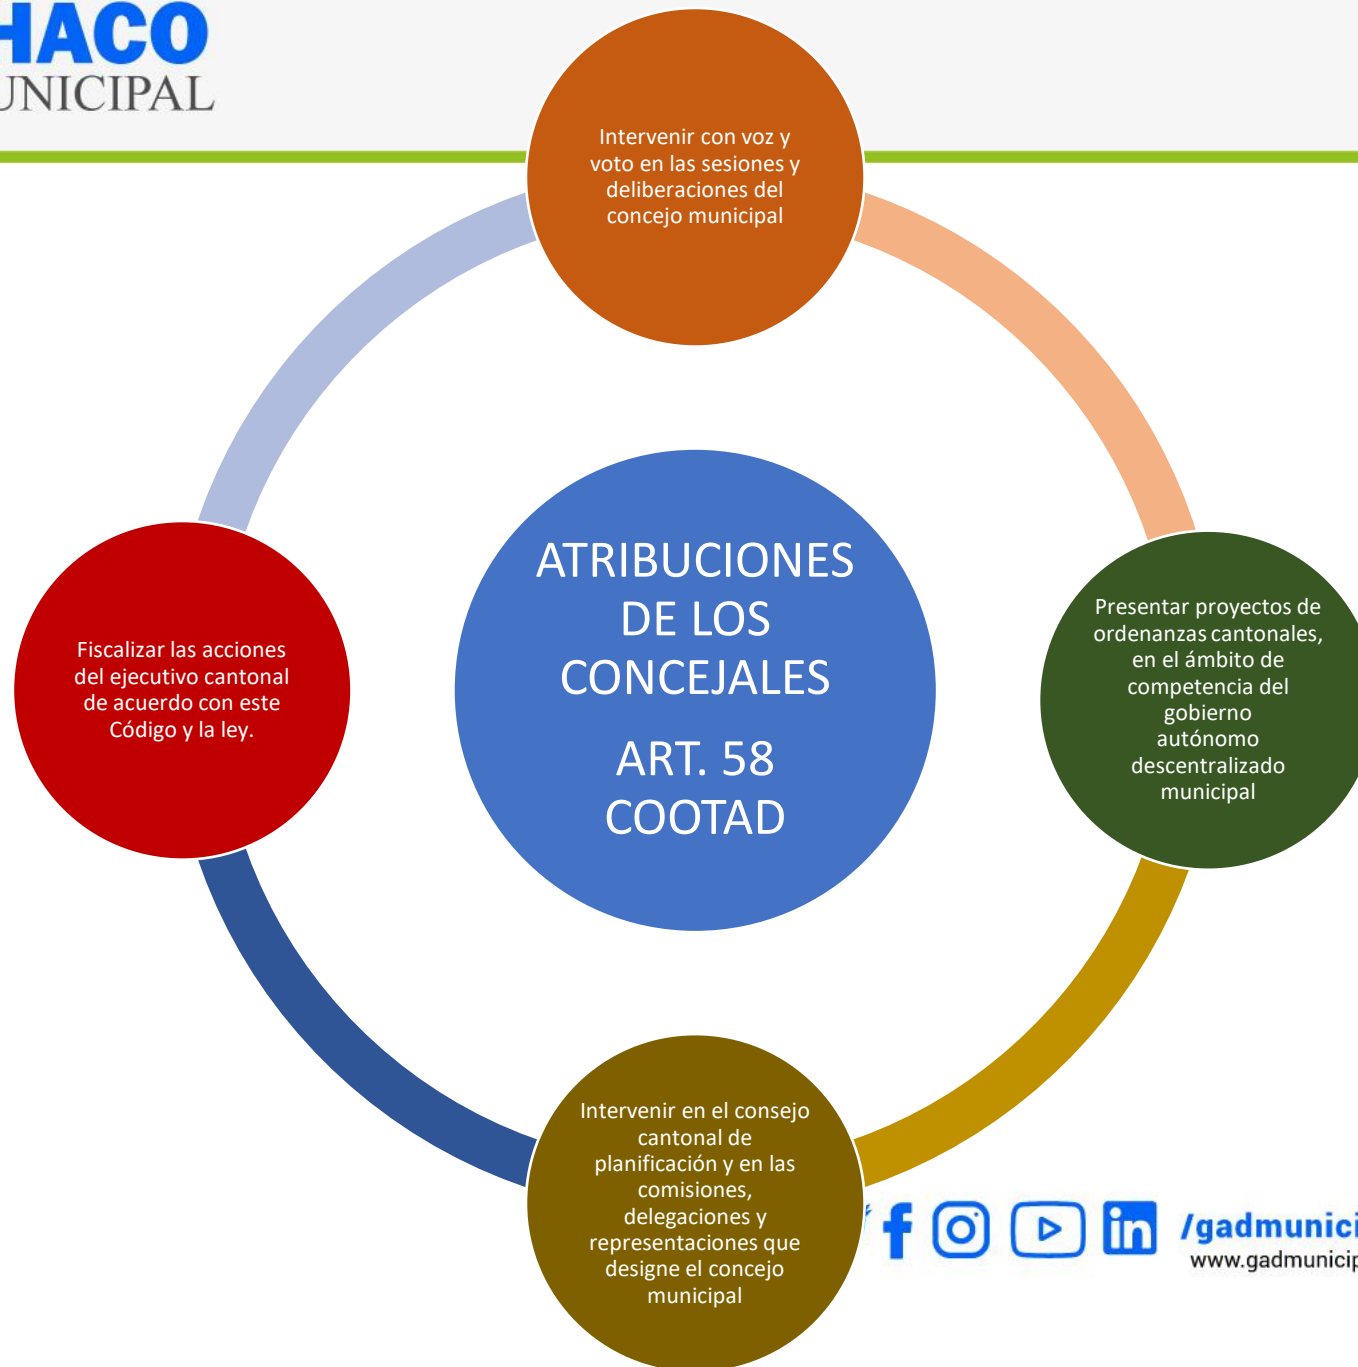 HACO
UNICIPAL
Intervenir con voz y
voto en las sesiones y
deliberaciones del
concejo municipal
ATRIBUCIONES
DE LOS
CONCEJALES
ART. 58
COOTAD
Presentar proyectos de
ordenanzas cantonales,
en el ámbito de
competencia del
gobierno
autónomo
descentralizado
municipal
Fiscalizar las acciones
del ejecutivo cantonal
de acuerdo con este
Código y la ley.
Intervenir en el consejo
cantonal de
planificación y en las
comisiones,
delegaciones y
representaciones que
designe el concejo
municipal
/gadmunici
www.gadmunicip